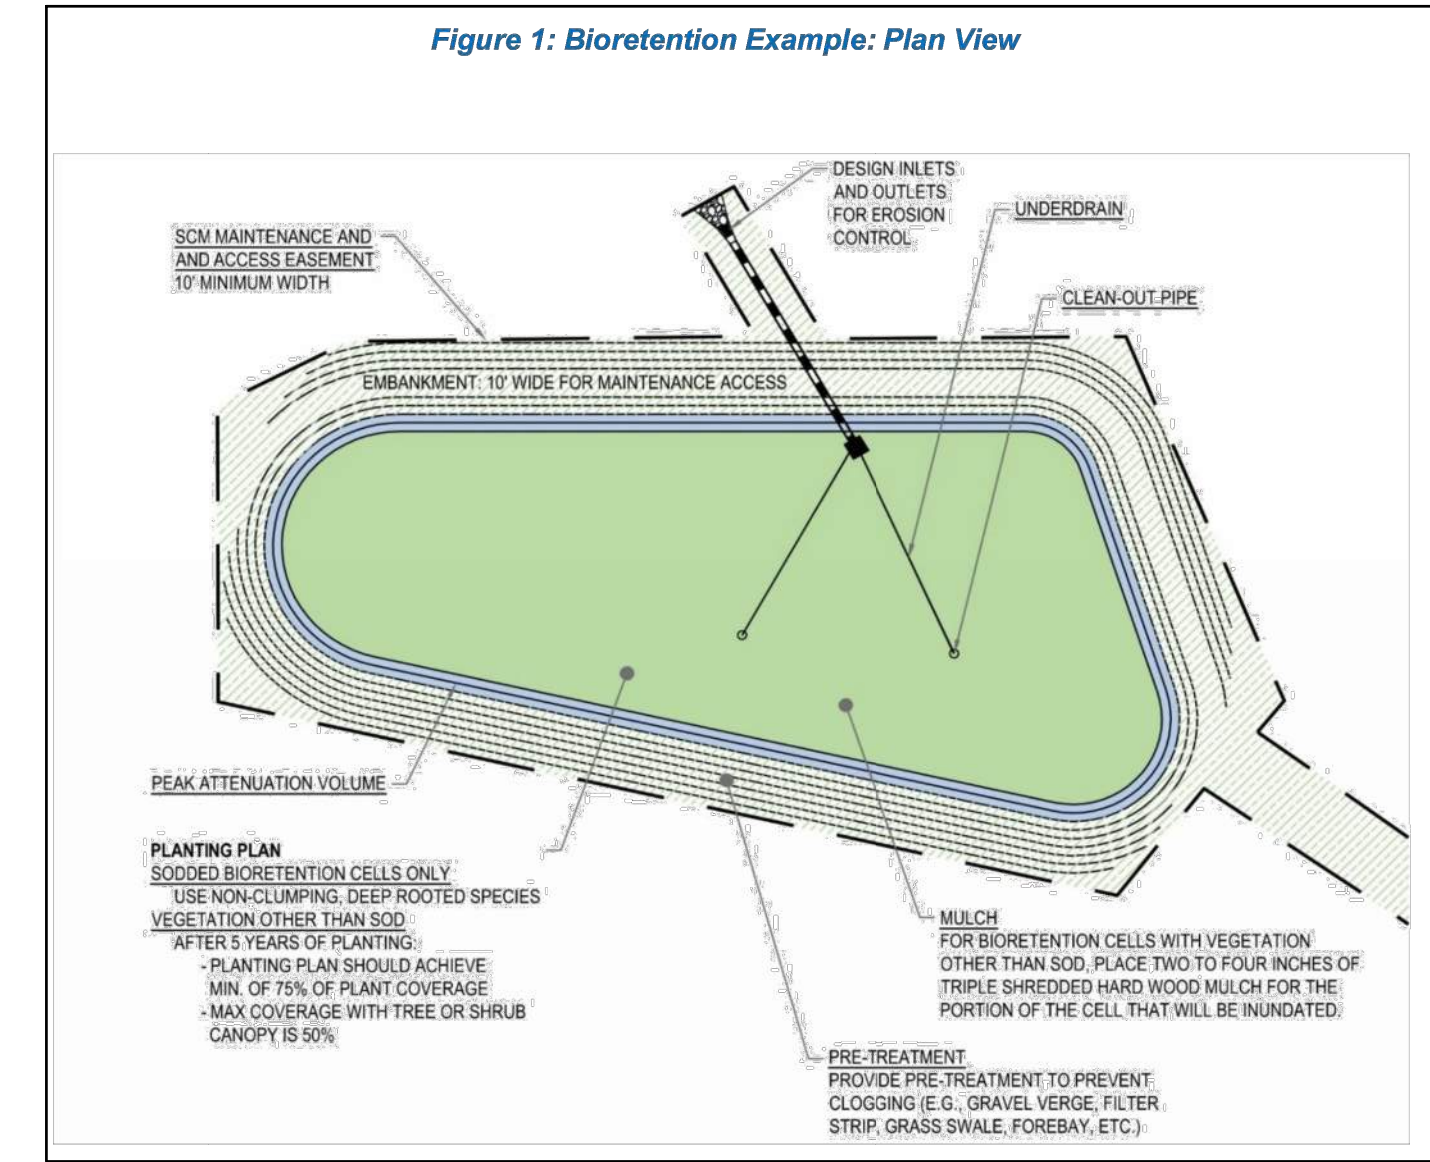 Figure 1: Bioretention Example: Plan View
DESIGN INLETS
AND OUTLETS
FOR EROSION
CONTROL
UNDERDRAIN
SCM MAINTENANCE AND
AND ACCESS EASEMENT
10' MINIMUM WIDTH
CLEAN-OUT PIPE
EMBANKMENT: 10' WIDE FOR MAINTENANCE ACCESS
PEAK ATTENUATION VOLUME
PLANTING PLAN
SODDED BIORETENTION CELLS ONLY
USE NON-CLUMPING, DEEP ROOTED SPECIES
VEGETATION OTHER THAN SOD
AFTER 5 YEARS OF PLANTING:
- PLANTING PLAN SHOULD ACHIEVE
MIN. OF 75% OF PLANT COVERAGE
- MAX COVERAGE WITH TREE OR SHRUB
CANOPY IS 50%
MULCH
FOR BIORETENTION CELLS WITH VEGETATION
OTHER THAN SOD, PLACE TWO TO FOUR INCHES OF
TRIPLE SHREDDED HARD WOOD MULCH FOR THE
PORTION OF THE CELL THAT WILL BE INUNDATED.
PRE-TREATMENT
PROVIDE PRE-TREATMENT TO PREVENT
CLOGGING (E.G., GRAVEL VERGE, FILTER
STRIP, GRASS SWALE, FOREBAY, ETC.)